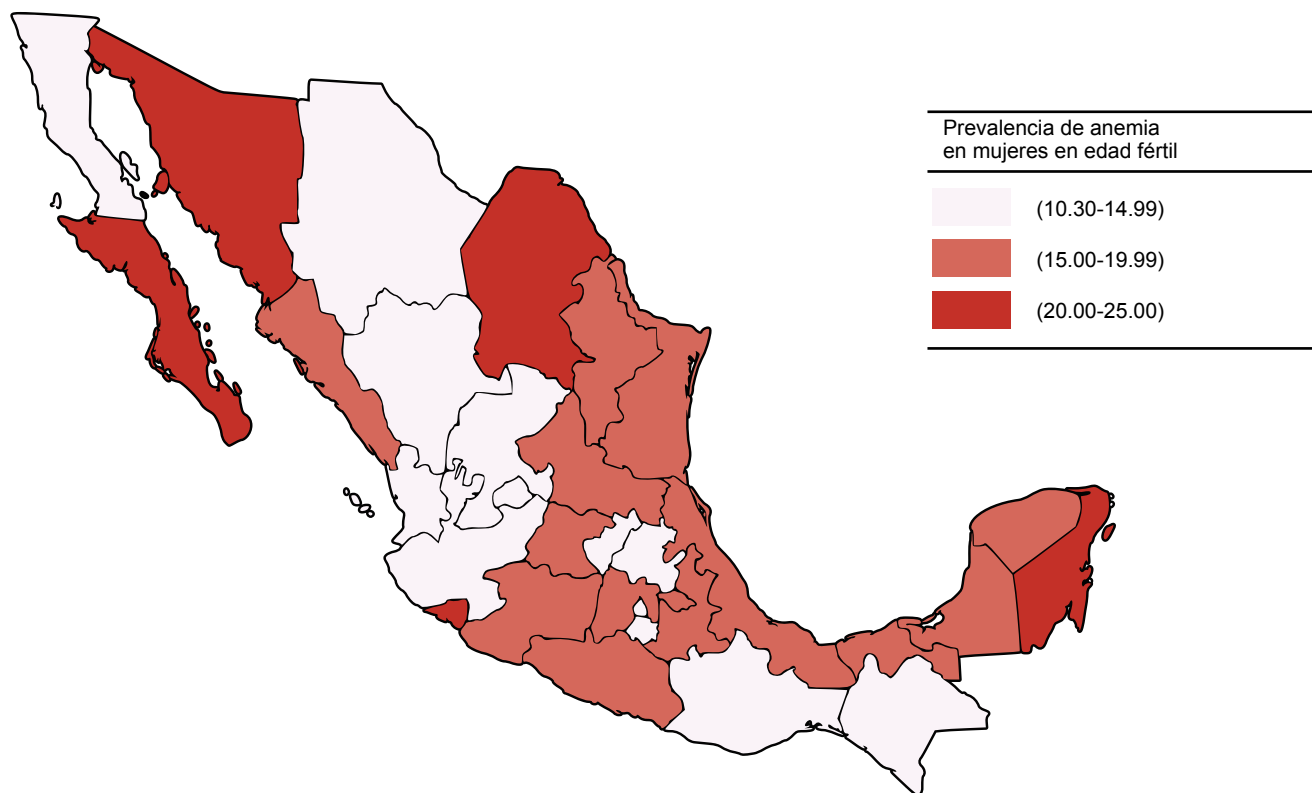 Prevalencia de anemia
en mujeres en edad fértil
(10.30-14.99)
(15.00-19.99)
(20.00-25.00)